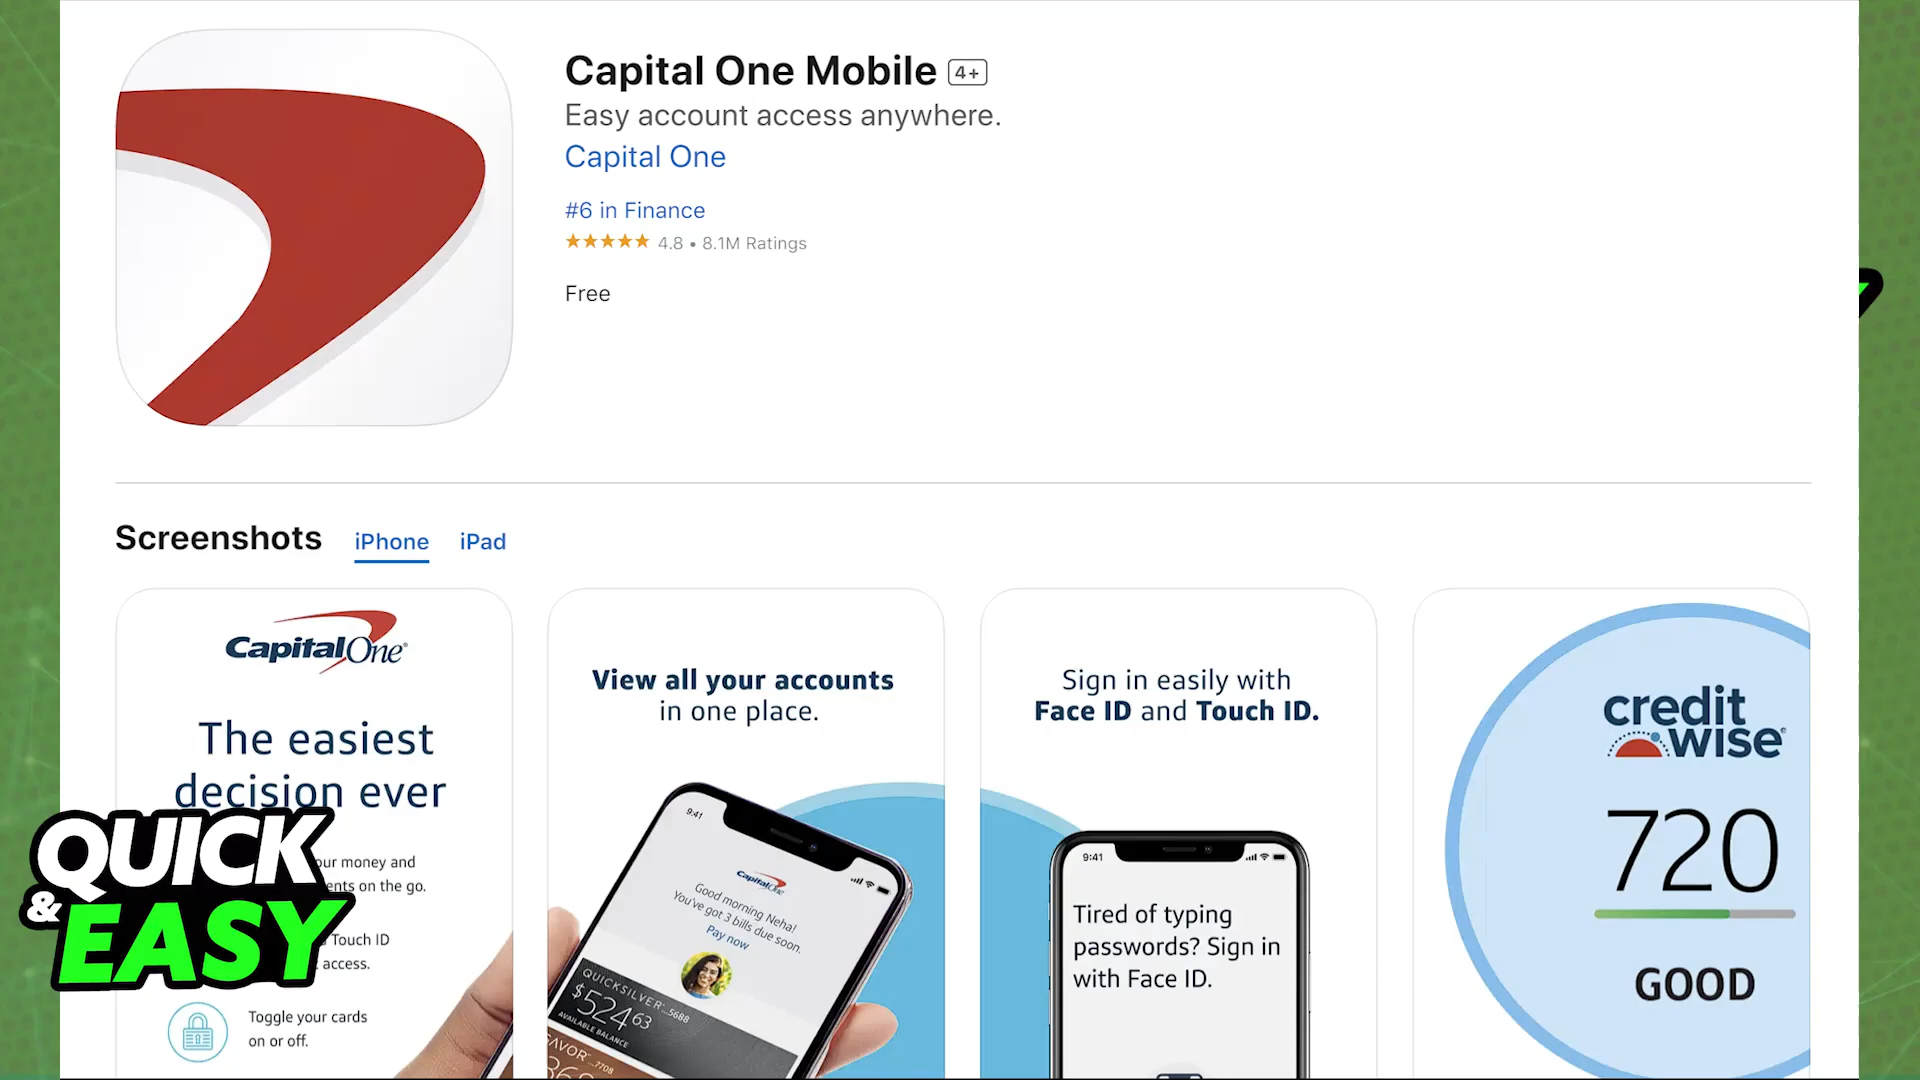 Capital One Mobile 4+
Easy account access anywhere.
Capital One
#6 in Finance
4.8 • 8.1M Ratings
Free
Screenshots iPhone iPad
CapitalOne®
The easiest
decision ever
our money and
ents on the go.
Touch ID
access.
Toggle your cards
on or off.
View all your accounts
in one place.
9:41
CapitalOne
Good morning Neha!
You've got 3 bills due soon.
Pay now
QUICKSILVER ...5688
$524.63
AVAILABLE BALANCE
SAVOR ...7708
Sign in easily with
Face ID and Touch ID.
9:41
Tired of typing
passwords? Sign in
with Face ID.
credit
wise®
720
GOOD
QUICK
&
EASY